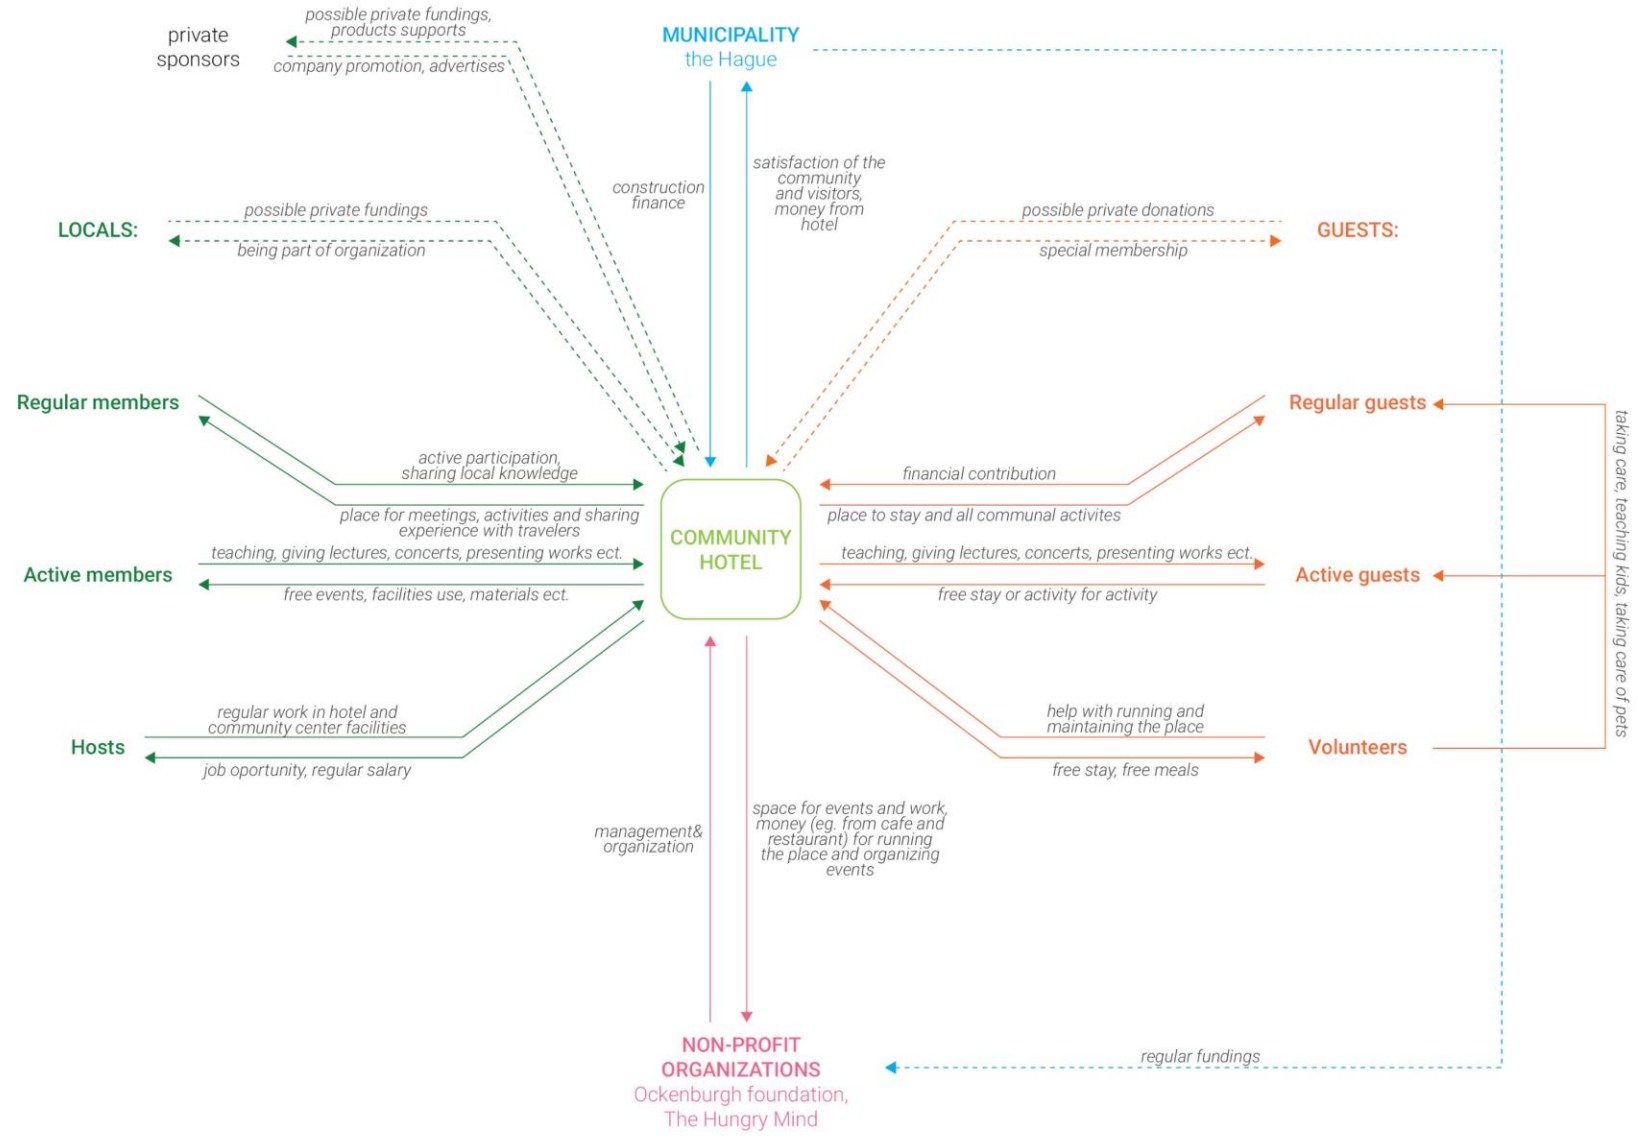 private
sponsors
possible private fundings,
products supports
company promotion, advertises
MUNICIPALITY
the Hague
construction
finance
satisfaction of the
community
and visitors,
money from
hotel
LOCALS:
possible private fundings
being part of organization
possible private donations
special membership
GUESTS:
Regular members
active participation,
sharing local knowledge
place for meetings, activities and sharing
experience with travelers
financial contribution
place to stay and all communal activites
Regular guests
COMMUNITY
HOTEL
Active members
teaching, giving lectures, concerts, presenting works ect.
free events, facilities use, materials ect.
teaching, giving lectures, concerts, presenting works ect.
free stay or activity for activity
Active guests
taking care, teaching kids, taking care of pets
Hosts
regular work in hotel and
community center facilities
job oportunity, regular salary
help with running and
maintaining the place
free stay, free meals
Volunteers
management&
organization
space for events and work,
money (eg. from cafe and
restaurant) for running
the place and organizing
events
NON-PROFIT
ORGANIZATIONS
Ockenburgh foundation,
The Hungry Mind
regular fundings